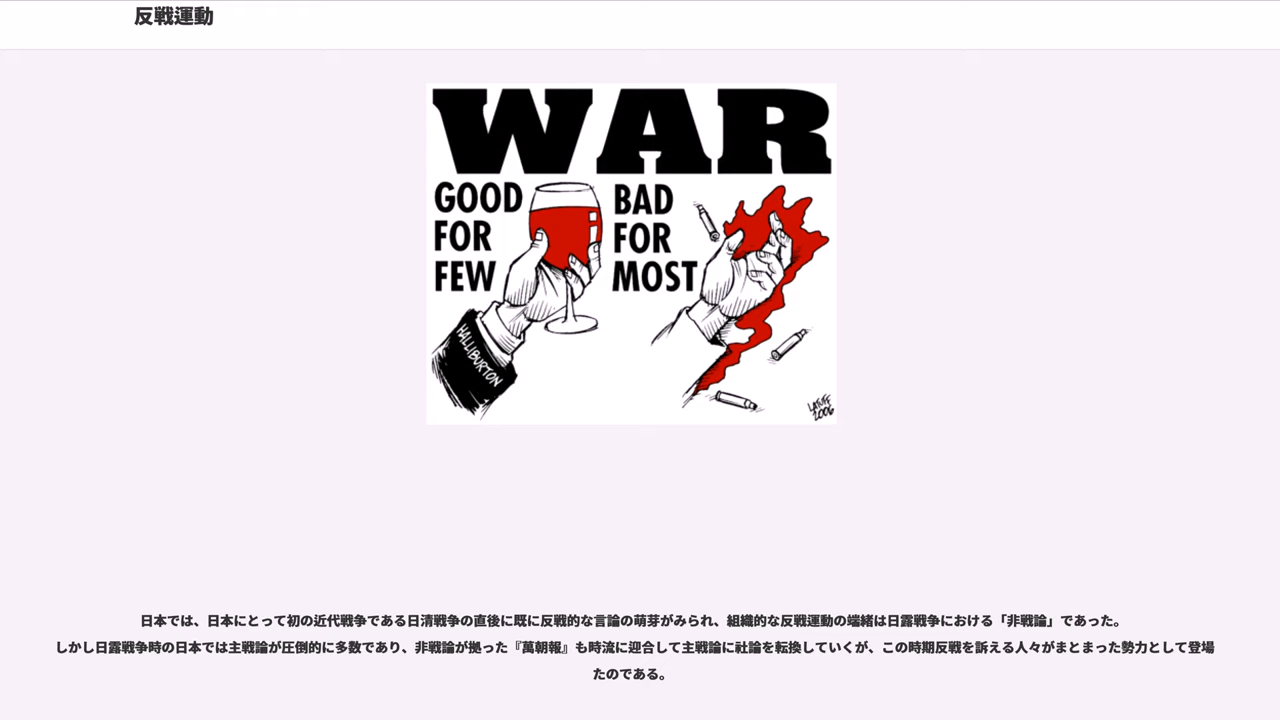 反戦運動
WAR
GOOD
FOR
FEW
BAD
FOR
MOST
HALLIBURTON
LATUFF
2006
日本では、日本にとって初の近代戦争である日清戦争の直後に既に反戦的な言論の萌芽がみられ、組織的な反戦運動の端緒は日露戦争における「非戦論」であった。
しかし日露戦争時の日本では主戦論が圧倒的に多数であり、非戦論が拠った『萬朝報』も時流に迎合して主戦論に社論を転換していくが、この時期反戦を訴える人々がまとまった勢力として登場
たのである。